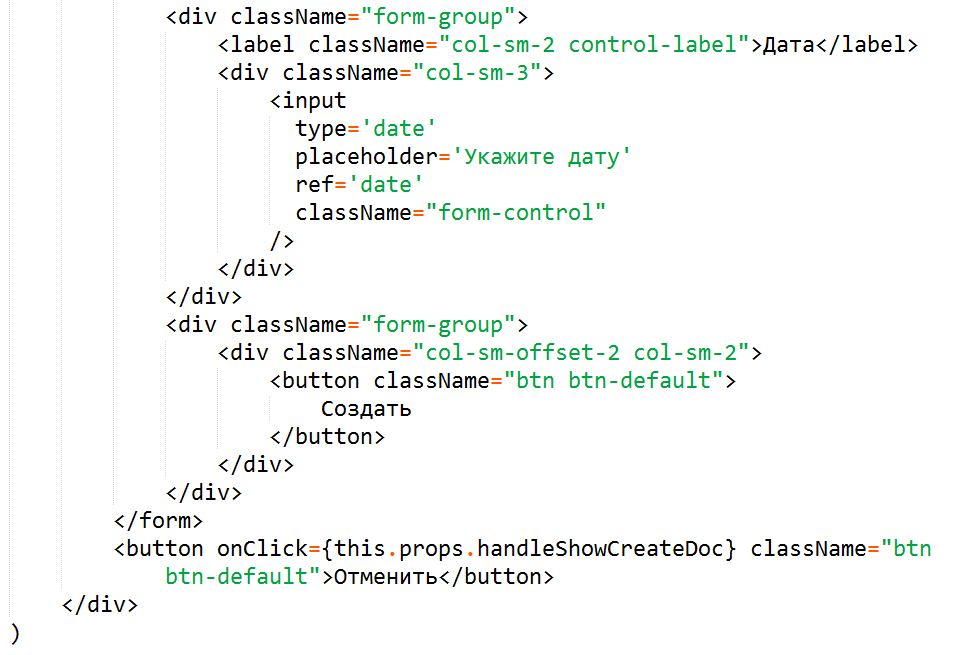 <div className="form-group">
<label className="col-sm-2 control-label">Дата</label>
<div className="col-sm-3">
<input
type='date'
placeholder='Укажите дату'
ref='date'
className="form-control"
/>
</div>
</div>
<div className="form-group">
<div className="col-sm-offset-2 col-sm-2">
<button className="btn btn-default">
Создать
</button>
</div>
</div>
</form>
<button onClick={this.props.handleShowCreateDoc} className="btn
btn-default">Отменить</button>
</div>
)